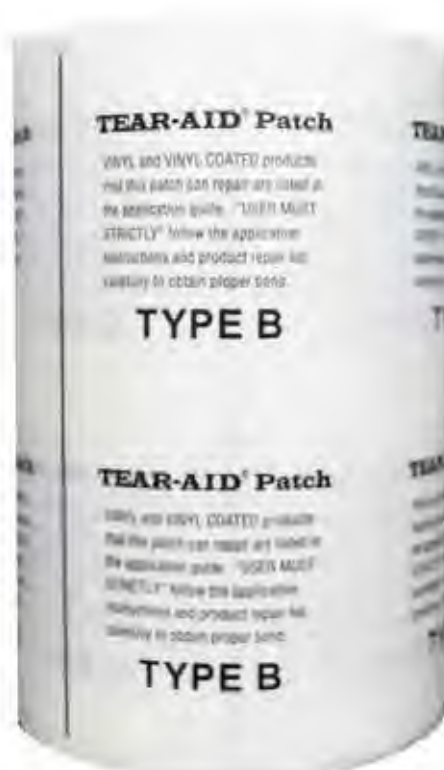 TEAR-AID® Patch
VINYL and VINYL COATED products
that this patch can repair are listed in
the application guide. "USER MUST
STRICTLY" follow the application
instructions and product repair list
carefully to obtain proper bond.
TYPE B
TEAR-AID® Patch
VINYL and VINYL COATED products
that this patch can repair are listed in
the application guide. "USER MUST
STRICTLY" follow the application
instructions and product repair list
carefully to obtain proper bond.
TYPE B